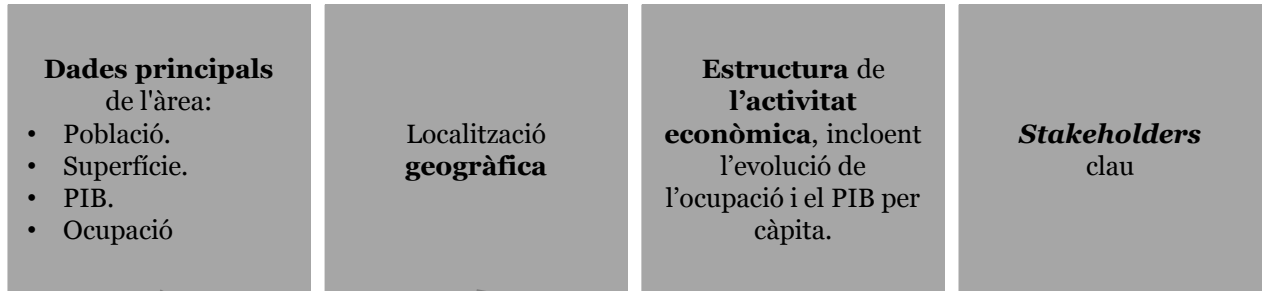 Dades principals
de l'àrea:
• Població.
• Superfície.
• PIB.
• Ocupació
Localització
geogràfica
Estructura de
l’activitat
econòmica, incloent
l’evolució de
l’ocupació i el PIB per
càpita.
Stakeholders
clau